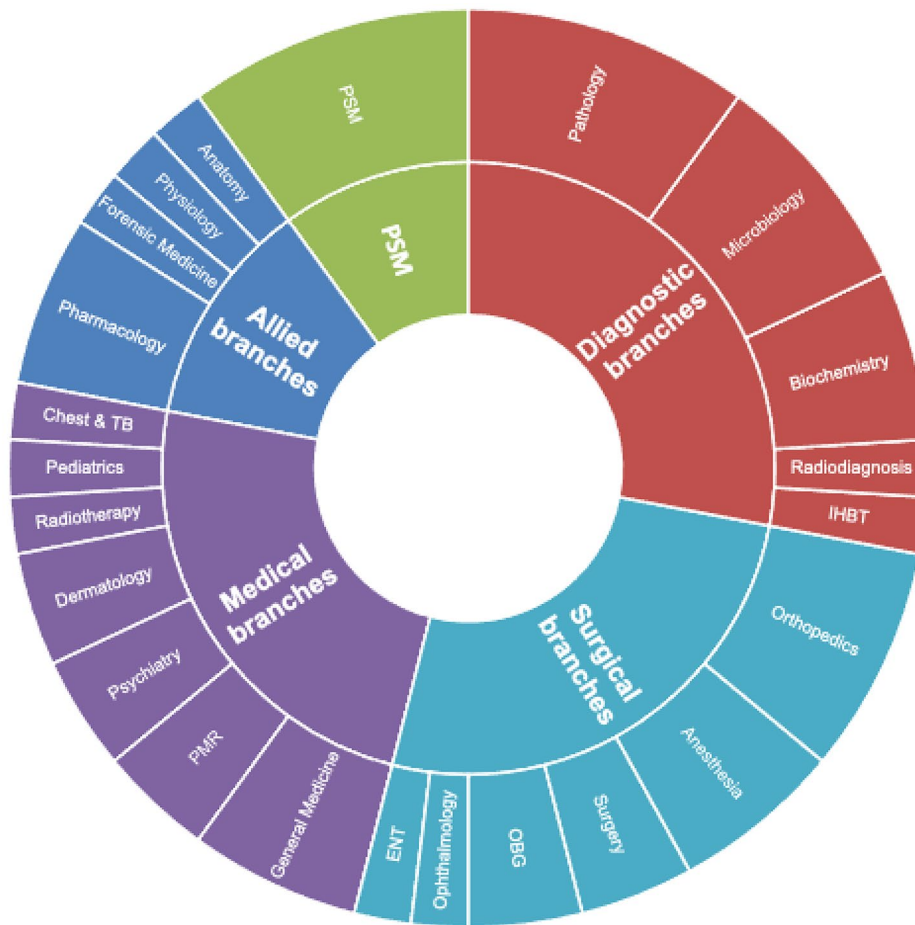 PSM
PSM
Pathology
Microbiology
Biochemistry
Radiodiagnosis
IHBT
Diagnostic
branches
Orthopedics
Anesthesia
Surgery
OBG
Ophthalmology
ENT
Surgical
branches
General Medicine
PMR
Psychiatry
Dermatology
Radiotherapy
Pediatrics
Chest & TB
Medical
branches
Pharmacology
Forensic Medicine
Physiology
Anatomy
Allied
branches